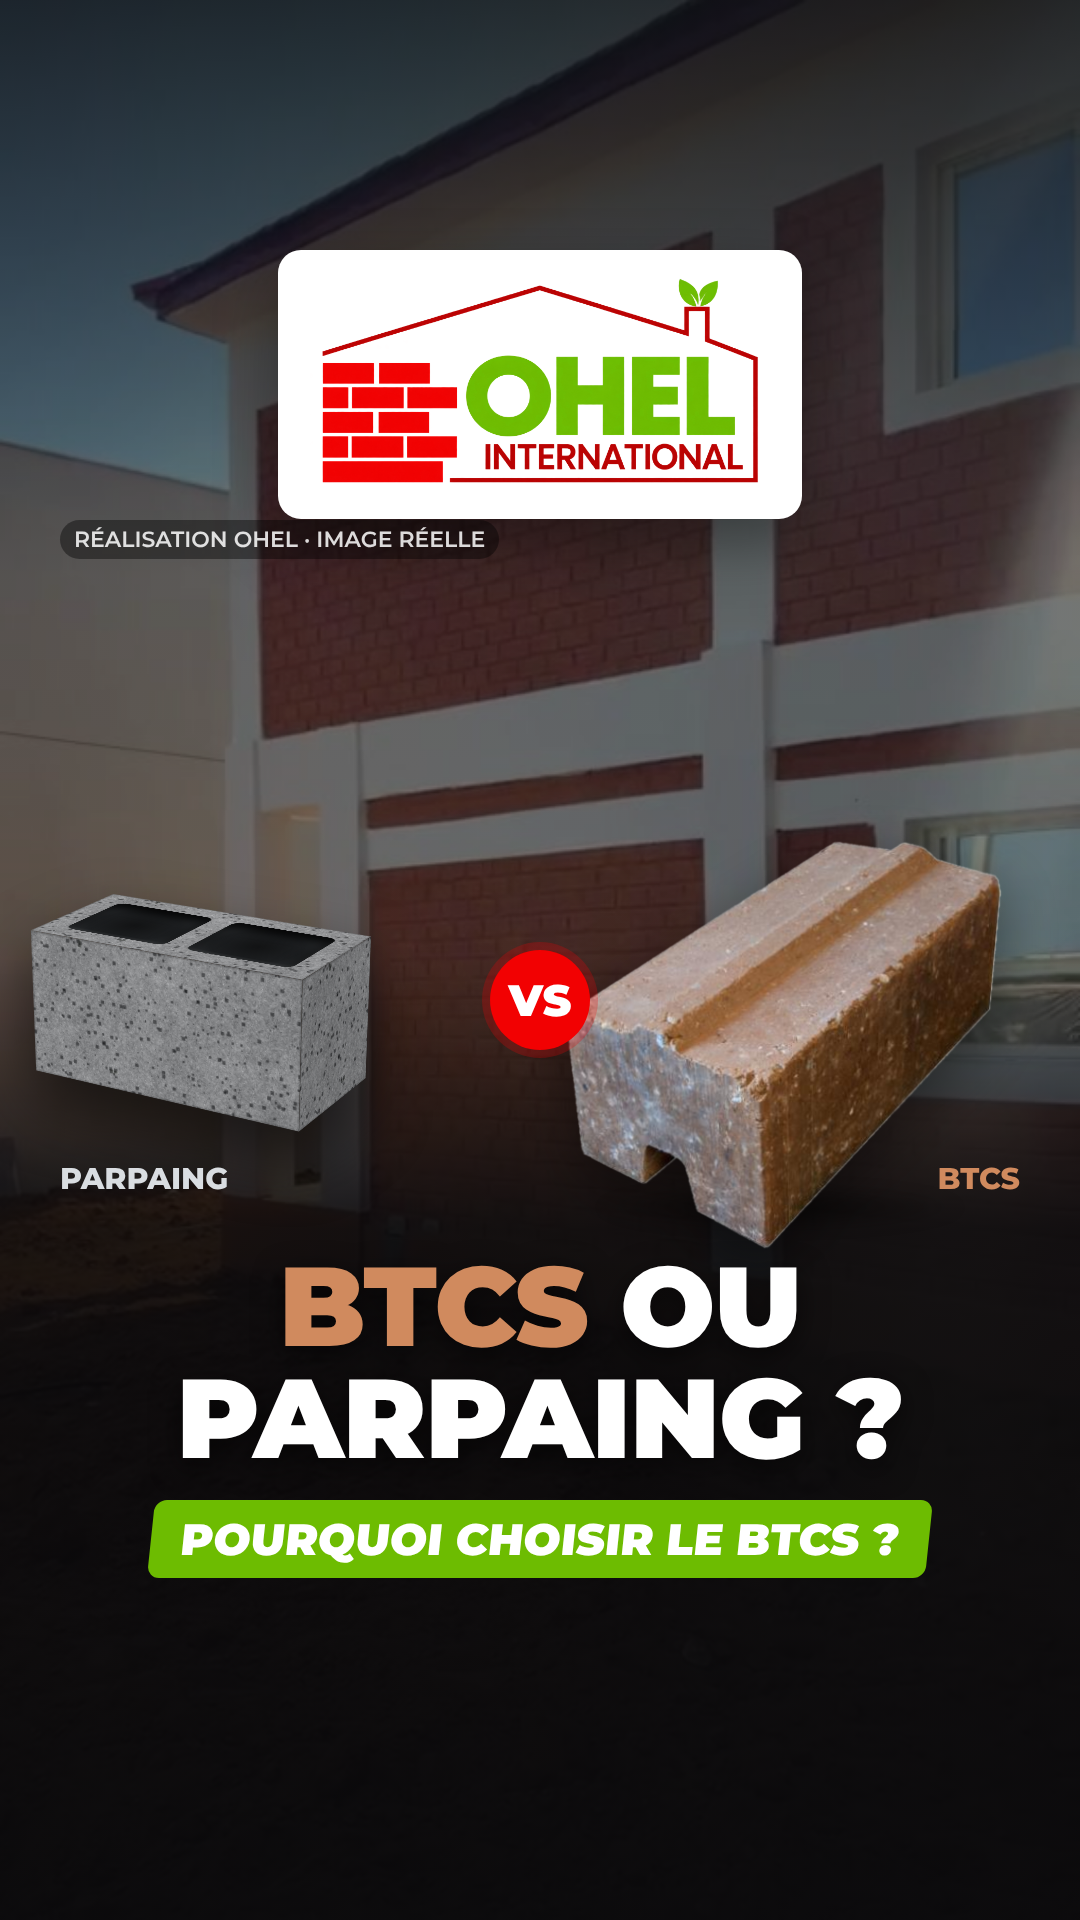 OHEL
INTERNATIONAL
RÉALISATION OHEL · IMAGE RÉELLE
VS
PARPAING
BTCS
BTCS OU
PARPAING ?
POURQUOI CHOISIR LE BTCS ?